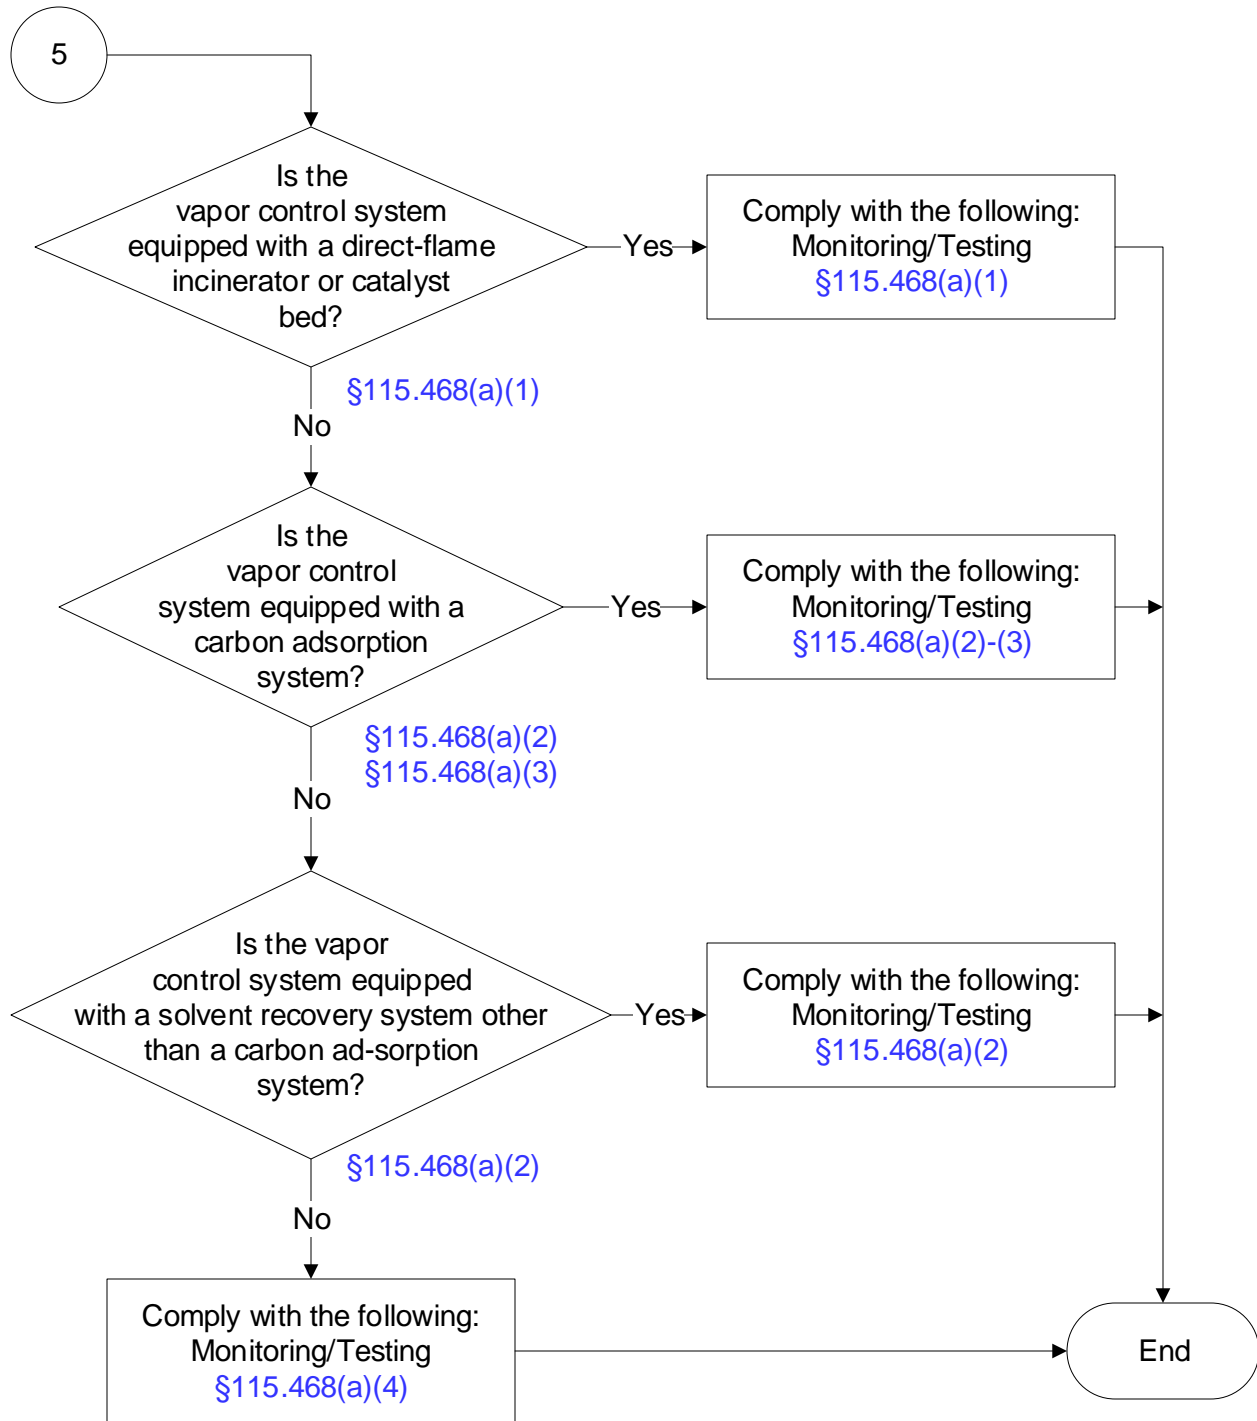 5
Is the
vapor control system
equipped with a direct-flame
incinerator or catalyst
bed?
Yes
Comply with the following:
Monitoring/Testing
§115.468(a)(1)
§115.468(a)(1)
No
Is the
vapor control
system equipped with a
carbon adsorption
system?
Yes
Comply with the following:
Monitoring/Testing
§115.468(a)(2)-(3)
§115.468(a)(2)
§115.468(a)(3)
No
Is the vapor
control system equipped
with a solvent recovery system other
than a carbon ad-sorption
system?
Yes
Comply with the following:
Monitoring/Testing
§115.468(a)(2)
§115.468(a)(2)
No
Comply with the following:
Monitoring/Testing
§115.468(a)(4)
End